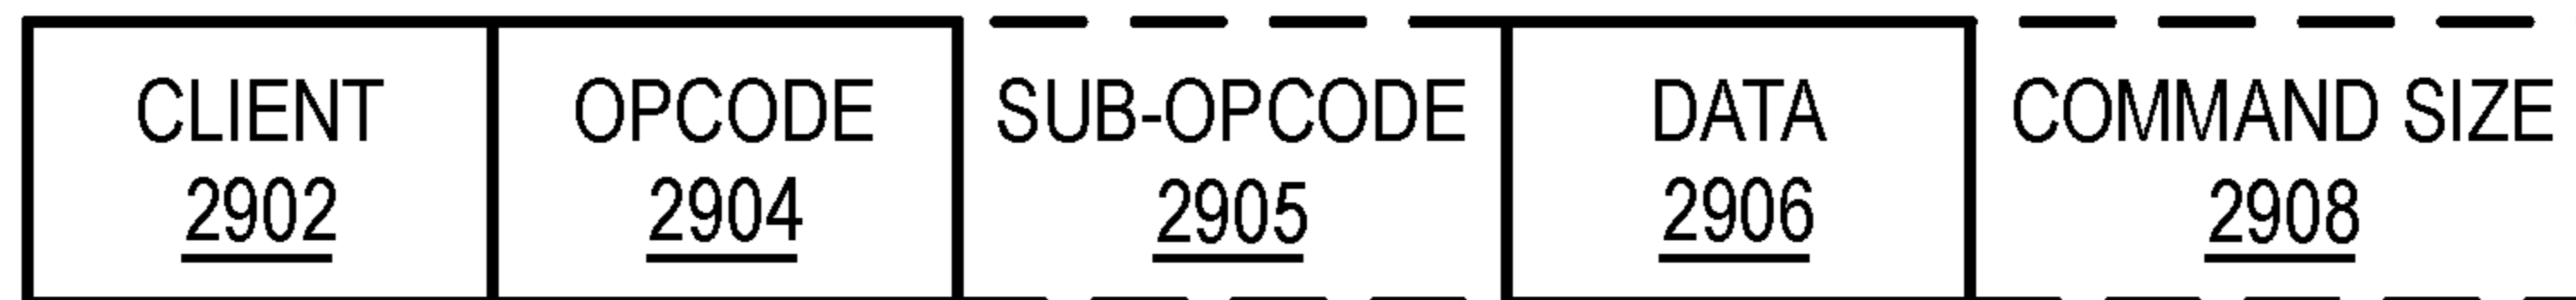 CLIENT OPCODE SUB-OPCODE DATA COMMAND SIZE
2902 2904 2905 2906 2908